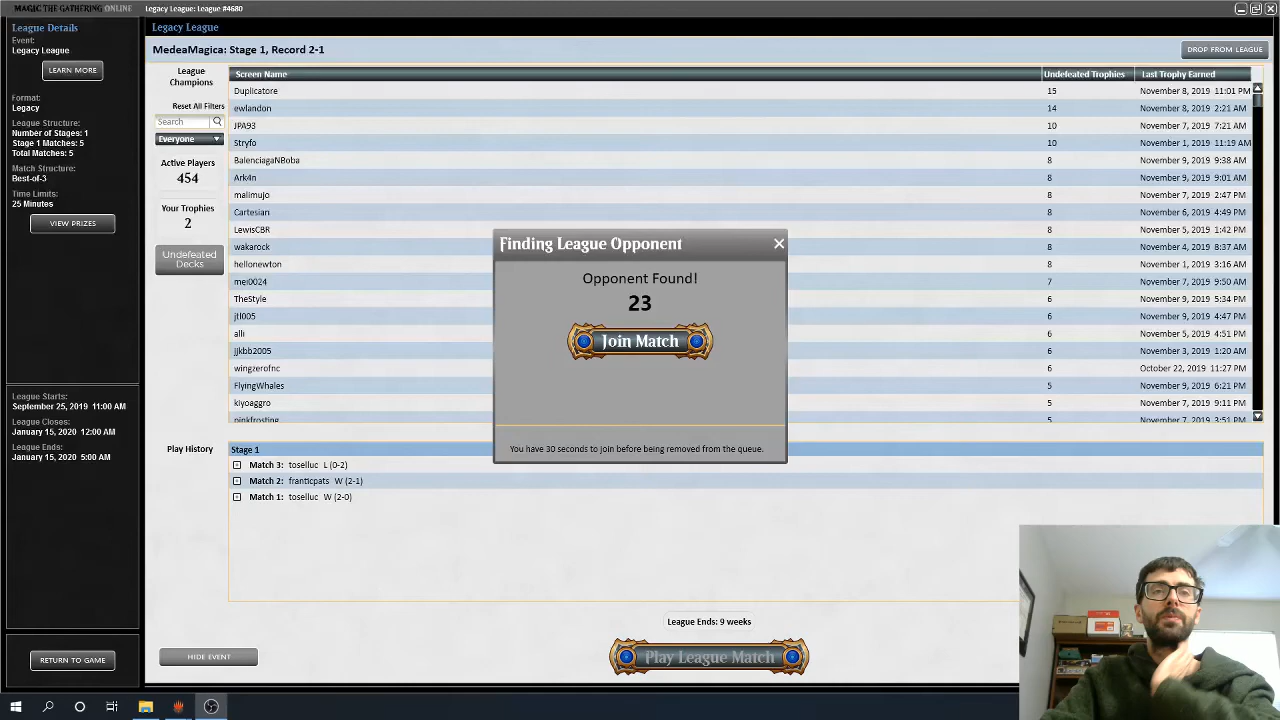 MAGIC THE GATHERING ONLINE Legacy League: League #4680
League Details
Event:
Legacy League
LEARN MORE
Format:
Legacy
League Structure:
Number of Stages: 1
Stage 1 Matches: 5
Total Matches: 5
Match Structure:
Best-of-3
Time Limits:
25 Minutes
VIEW PRIZES
League Starts:
September 25, 2019 11:00 AM
League Closes:
January 15, 2020 12:00 AM
League Ends:
January 15, 2020 5:00 AM
RETURN TO GAME
Legacy League
MedeaMagica: Stage 1, Record 2-1
DROP FROM LEAGUE
League
Champions
Reset All Filters
Search
Everyone
Active Players
454
Your Trophies
2
Undefeated
Decks
Screen Name Undefeated Trophies Last Trophy Earned
Duplicatore 15 November 8, 2019 11:01 PM
ewlandon 14 November 8, 2019 2:21 AM
JPA93 10 November 7, 2019 7:21 AM
Stryfo 10 November 1, 2019 11:19 AM
BalenciagaNBoba 8 November 9, 2019 9:38 AM
Ark4n 8 November 9, 2019 9:01 AM
malimujo 8 November 7, 2019 2:47 PM
Cartesian 8 November 6, 2019 4:49 PM
LewisCBR 8 November 5, 2019 1:42 PM
wakarock 8 November 4, 2019 8:37 AM
hellonewton 8 November 1, 2019 3:16 AM
mei0024 7 November 7, 2019 9:50 AM
TheStyle 6 November 9, 2019 5:34 PM
jtl005 6 November 9, 2019 4:47 PM
alli 6 November 5, 2019 4:51 PM
jjkbb2005 6 November 3, 2019 1:20 AM
wingzerofnc 6 October 22, 2019 11:27 PM
FlyingWhales 5 November 9, 2019 6:21 PM
kiyoaggro 5 November 7, 2019 9:11 PM
pinkfrosting 5 November 7, 2019 3:51 PM
Finding League Opponent
Opponent Found!
23
Join Match
You have 30 seconds to join before being removed from the queue.
Play History
Stage 1
Match 3: toselluc L (0-2)
Match 2: franticpats W (2-1)
Match 1: toselluc W (2-0)
League Ends: 9 weeks
HIDE EVENT
Play League Match